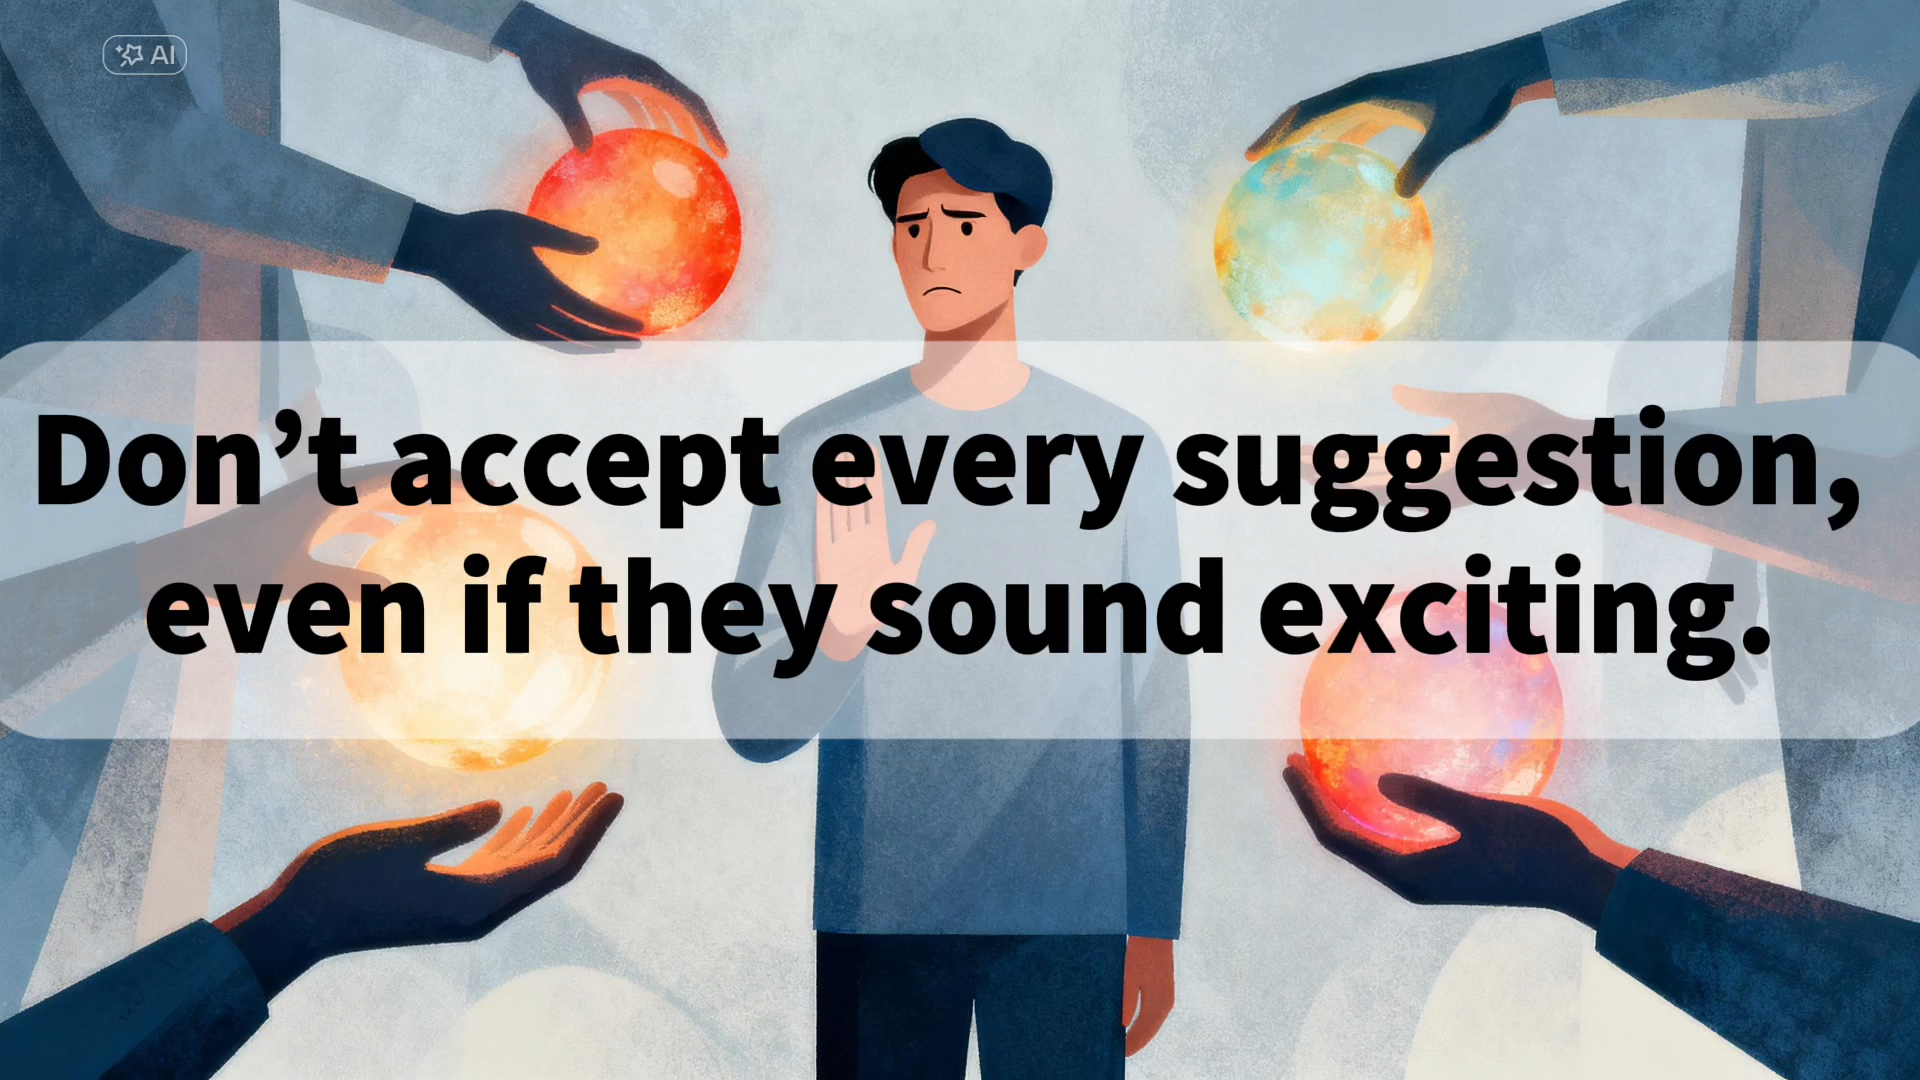 AI
Don’t accept every suggestion,
even if they sound exciting.